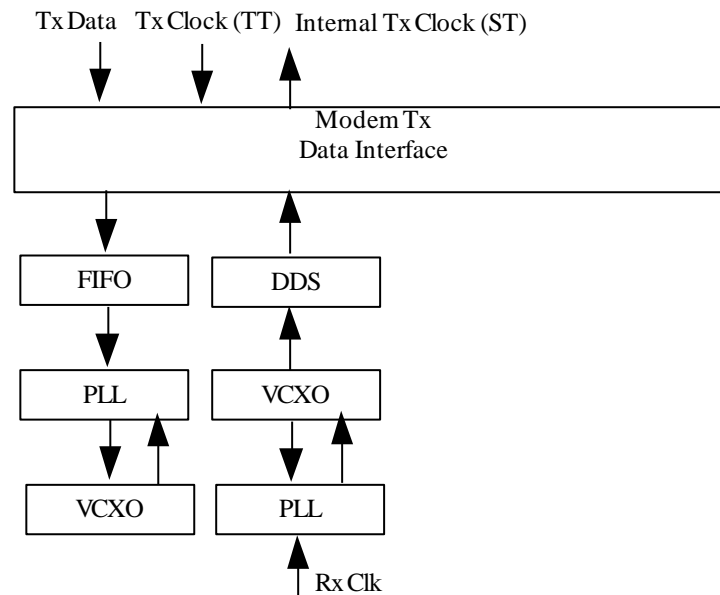 Tx Data Tx Clock (TT) Internal Tx Clock (ST)
Modem Tx
Data Interface
FIFO DDS
PLL VCXO
VCXO PLL
Rx Clk